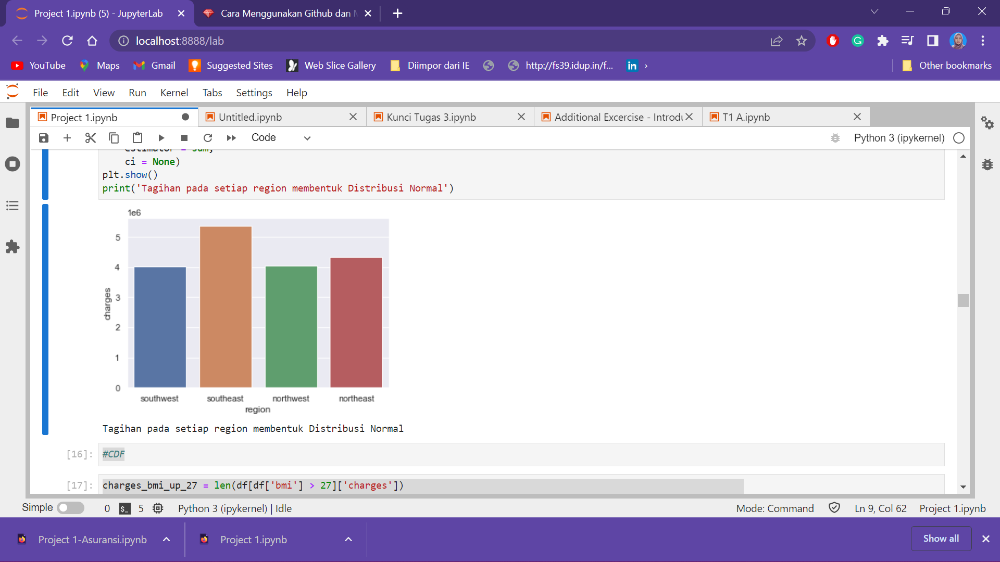 Project 1.ipynb (5) - JupyterLab
Cara Menggunakan Github dan
localhost:8888/lab
YouTube
Maps
Gmail
Suggested Sites
Web Slice Gallery
Diimpor dari IE
http://fs39.idup.in/f...
Other bookmarks
File Edit View Run Kernel Tabs Settings Help
Project 1.ipynb
Untitled.ipynb
Kunci Tugas 3.ipynb
Additional Excercise - Introdu
T1 A.ipynb
Code
Python 3 (ipykernel)
estimator = sum,
ci = None)
plt.show()
print('Tagihan pada setiap region membentuk Distribusi Normal')
1e6
5
4
3
2
1
0
charges
southwest southeast northwest northeast
region
Tagihan pada setiap region membentuk Distribusi Normal
[16]: #CDF
[17]: charges_bmi_up_27 = len(df[df['bmi'] > 27]['charges'])
Simple 0 $_ 5 Python 3 (ipykernel) | Idle Mode: Command Ln 9, Col 62 Project 1.ipynb
Project 1-Asuransi.ipynb
Project 1.ipynb
Show all